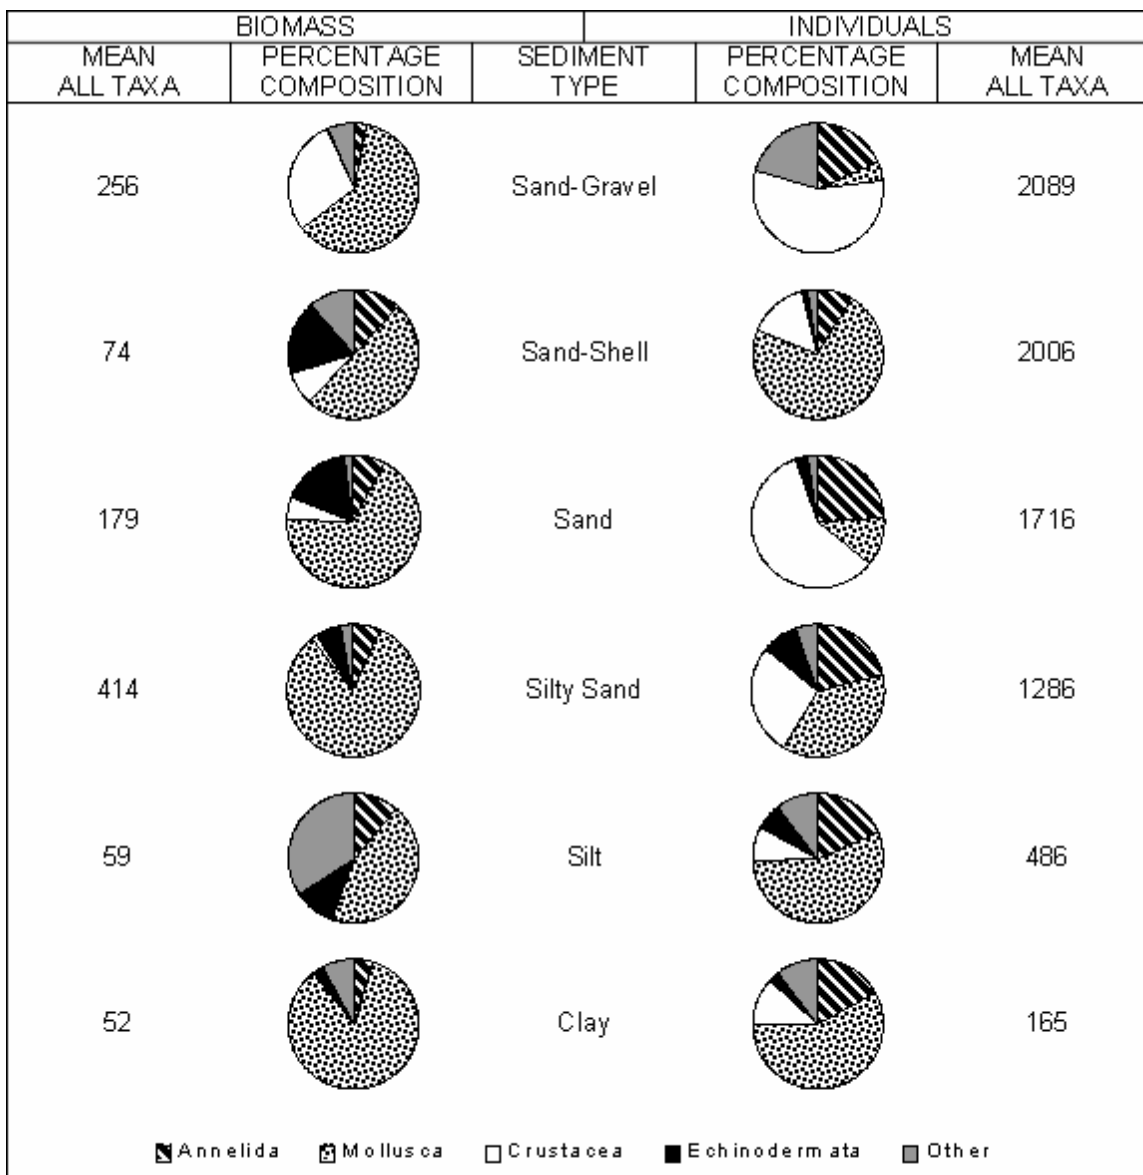 BIOMASS INDIVIDUALS
MEAN ALL TAXA PERCENTAGE COMPOSITION SEDIMENT TYPE PERCENTAGE COMPOSITION MEAN ALL TAXA
256 Sand-Gravel 2089
74 Sand-Shell 2006
179 Sand 1716
414 Silty Sand 1286
59 Silt 486
52 Clay 165
Annelida Mollusca Crustacea Echinodermata Other